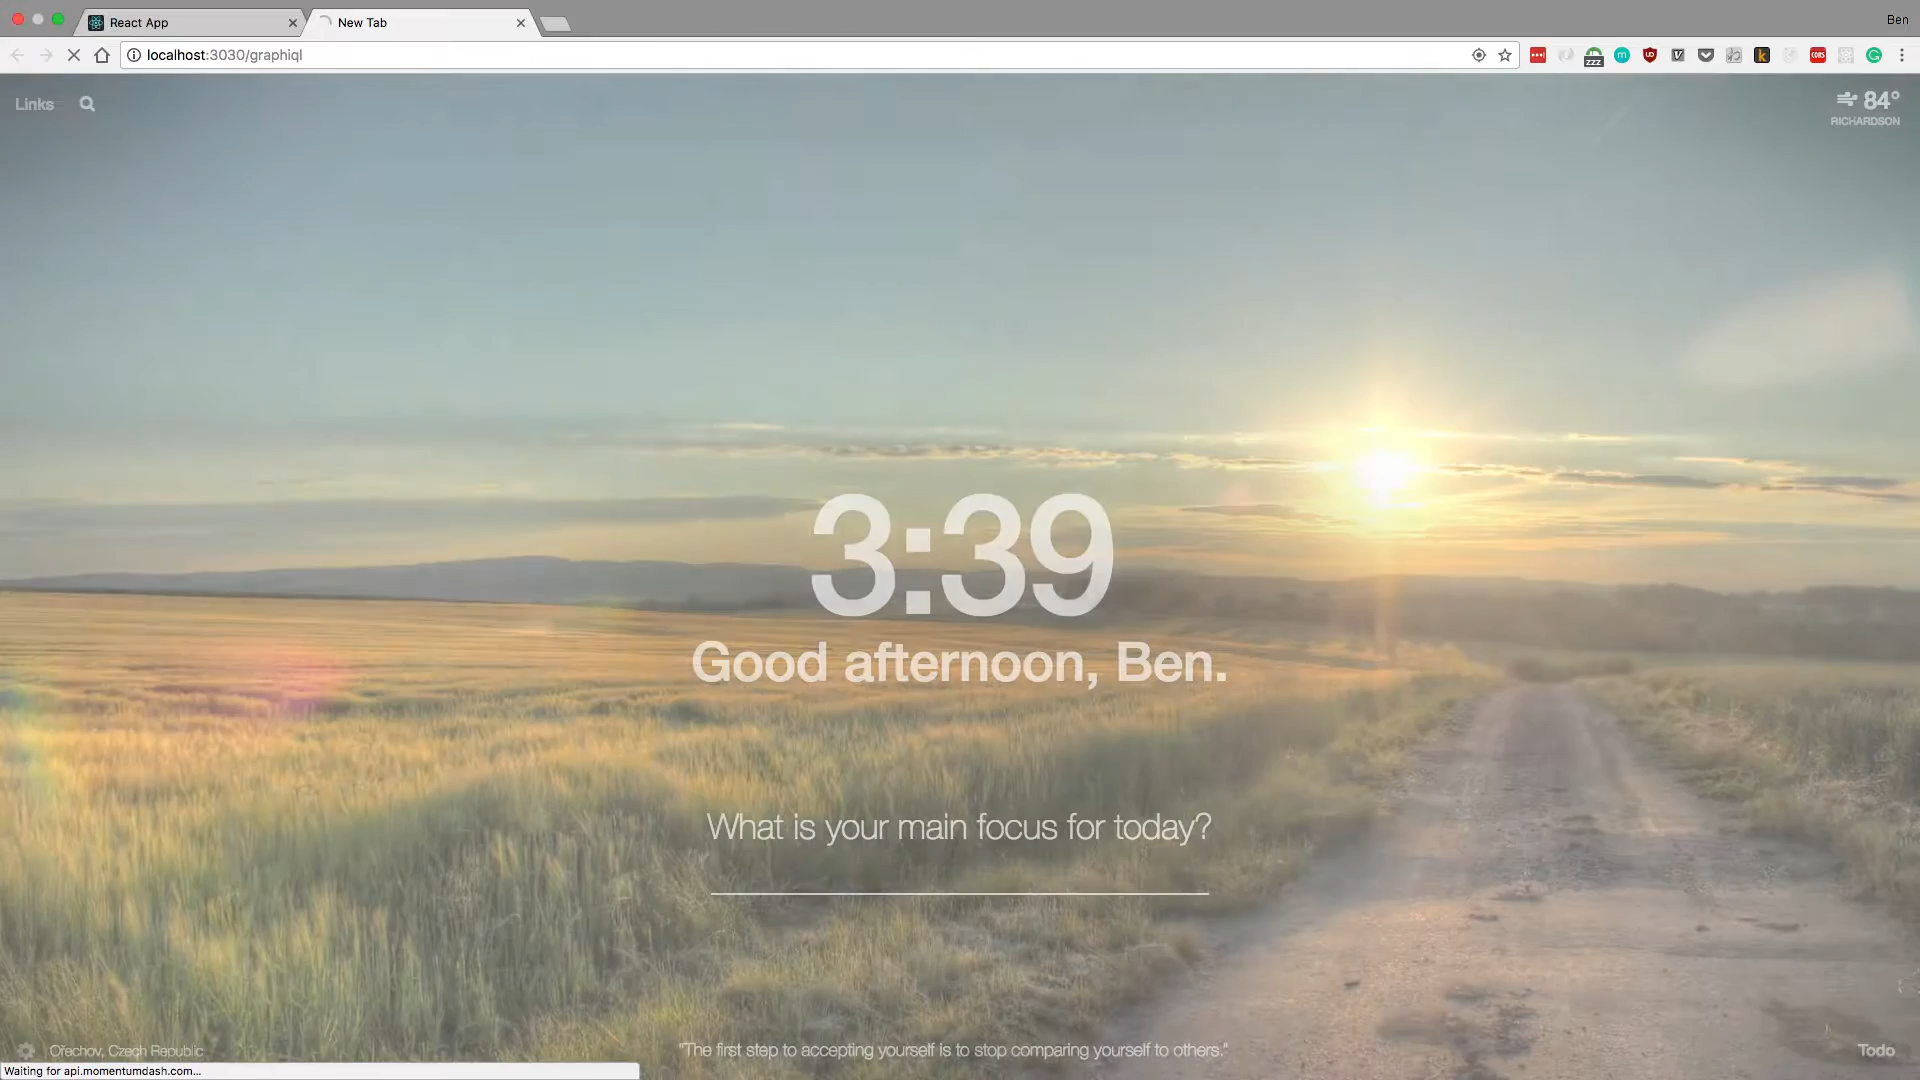 React App
New Tab
Ben
localhost:3030/graphiql
zzz
m
CORS
k
Links
84°
RICHARDSON
3:39
Good afternoon, Ben.
What is your main focus for today?
Ořechov, Czech Republic
"The first step to accepting yourself is to stop comparing yourself to others."
Todo
Waiting for api.momentumdash.com...